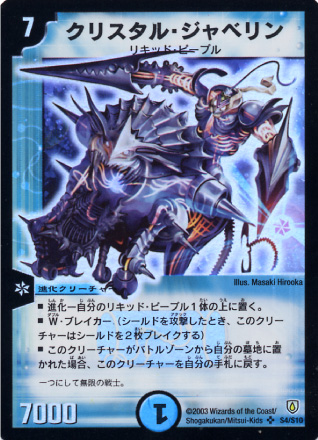 7
クリスタル・ジャベリン
リキッド・ピープル
Illus. Masaki Hirooka
進化クリーチャー
■ 進化ー自分のリキッド・ピープル１体の上に置く。
■ W・ブレイカー（シールドを攻撃したとき、このクリー
チャーはシールドを２枚ブレイクする）
■ このクリーチャーがバトルゾーンから自分の墓地に置
かれた場合、このクリーチャーを自分の手札に戻す。
一つにして無限の戦士。
7000
1
©2003 Wizards of the Coast/
Shogakukan/Mitsui-Kids
S4/S10